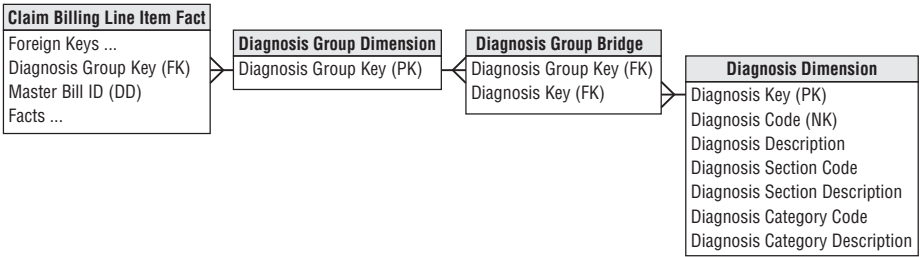 Claim Billing Line Item Fact
Foreign Keys ...
Diagnosis Group Key (FK)
Master Bill ID (DD)
Facts ...
Diagnosis Group Dimension
Diagnosis Group Key (PK)
Diagnosis Group Bridge
Diagnosis Group Key (FK)
Diagnosis Key (FK)
Diagnosis Dimension
Diagnosis Key (PK)
Diagnosis Code (NK)
Diagnosis Description
Diagnosis Section Code
Diagnosis Section Description
Diagnosis Category Code
Diagnosis Category Description